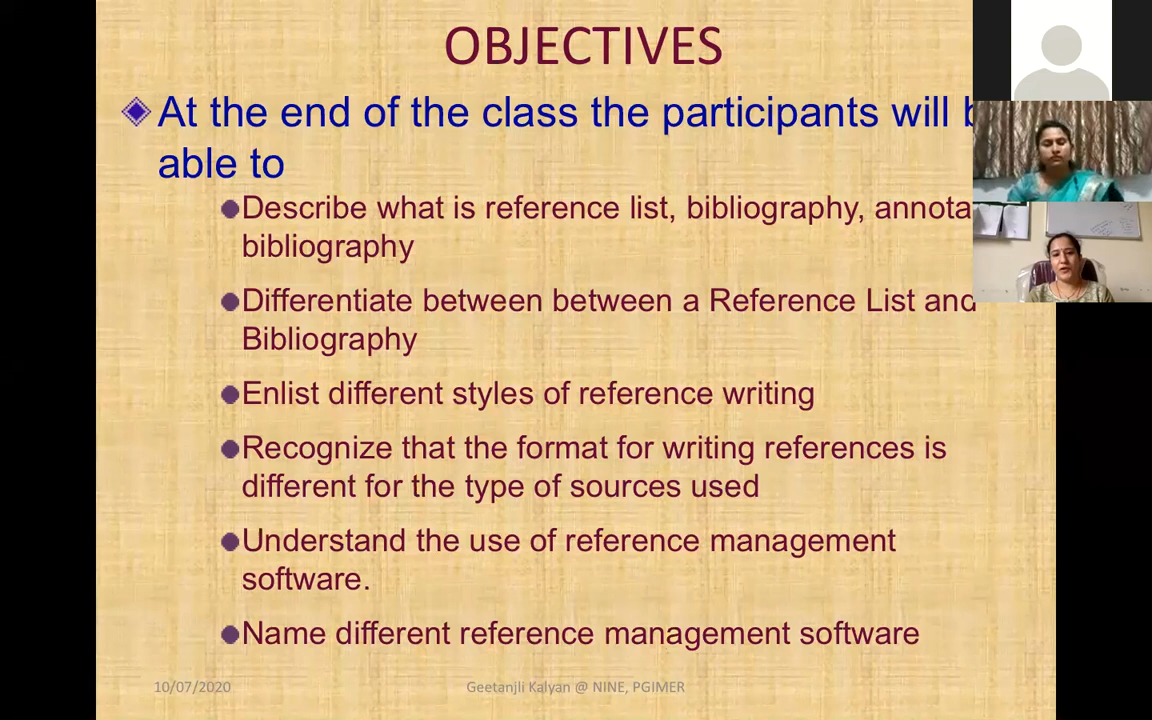 OBJECTIVES
At the end of the class the participants will
able to
Describe what is reference list, bibliography,
bibliography
Differentiate between between a Reference List and
Bibliography
Enlist different styles of reference writing
Recognize that the format for writing references is
different for the type of sources used
Understand the use of reference management
software.
Name different reference management software
10/07/2020
Geetanjli Kalyan @ NINE, PGIMER